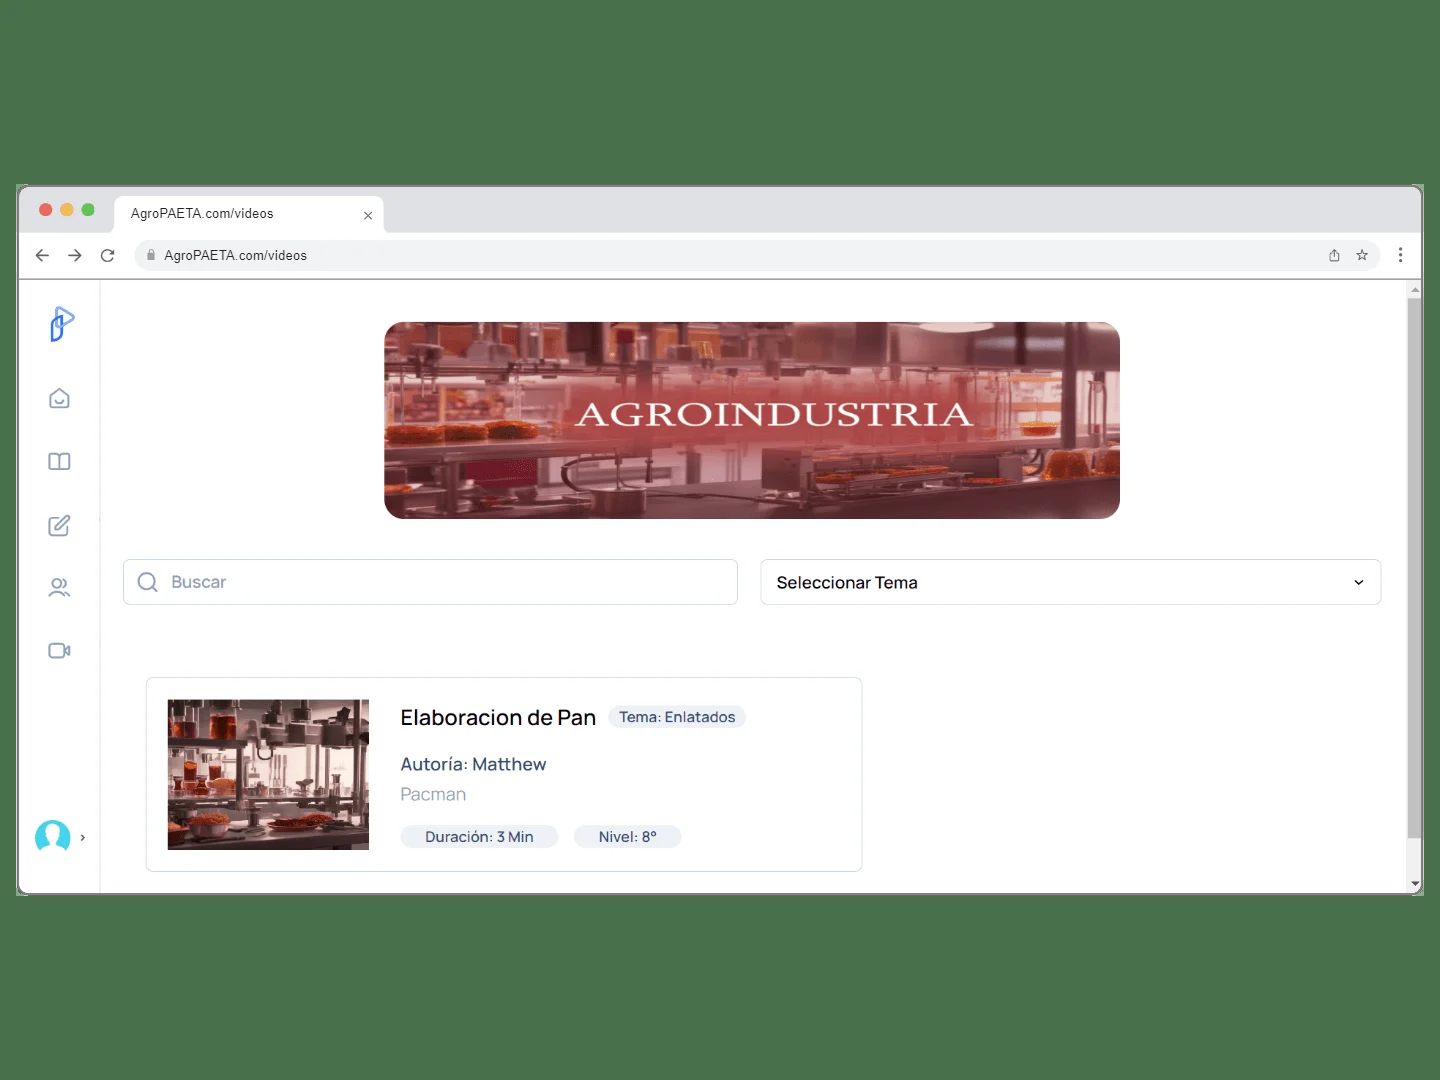 AgroPAETA.com/videos
AgroPAETA.com/videos
AGROINDUSTRIA
Buscar
Seleccionar Tema
Elaboracion de Pan
Tema: Enlatados
Autoría: Matthew
Pacman
Duración: 3 Min
Nivel: 8°